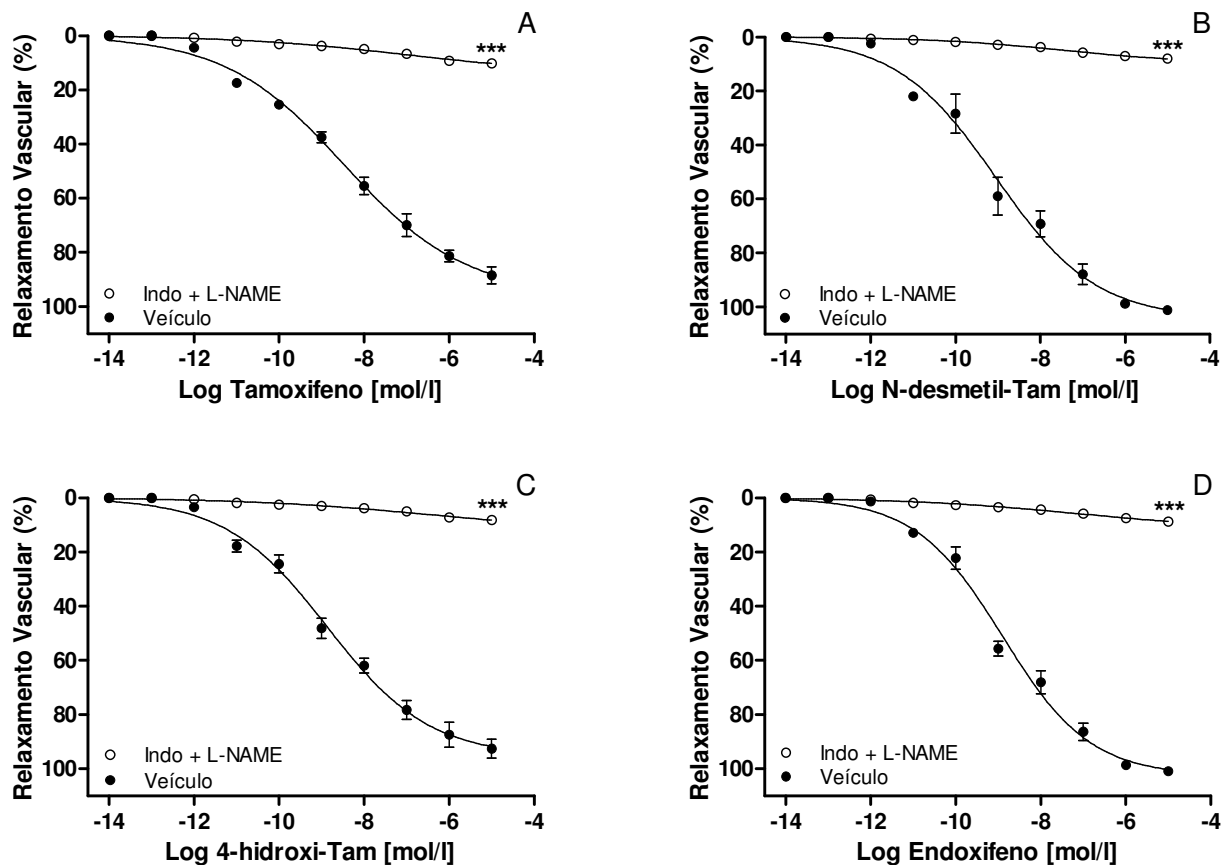 A
Relaxamento Vascular (%)
0
20
40
60
80
100
***
Indo + L-NAME
Veículo
-14 -12 -10 -8 -6 -4
Log Tamoxifeno [mol/l]
B
Relaxamento Vascular (%)
0
20
40
60
80
100
***
Indo + L-NAME
Veículo
-14 -12 -10 -8 -6 -4
Log N-desmetil-Tam [mol/l]
C
Relaxamento Vascular (%)
0
20
40
60
80
100
***
Indo + L-NAME
Veículo
-14 -12 -10 -8 -6 -4
Log 4-hidroxi-Tam [mol/l]
D
Relaxamento Vascular (%)
0
20
40
60
80
100
***
Indo + L-NAME
Veículo
-14 -12 -10 -8 -6 -4
Log Endoxifeno [mol/l]